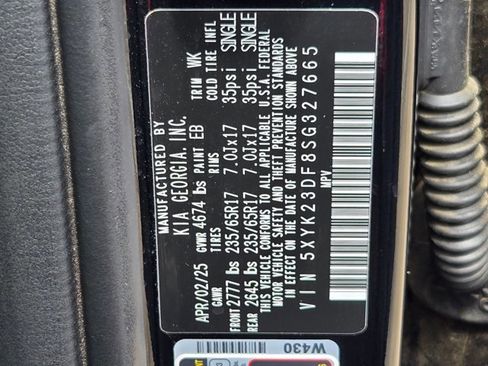 MANUFACTURED BY
KIA GEORGIA, INC.
APR/02/25 GVWR 4674 lbs PAINT EB TRIM WK
GAWR TIRES RIMS COLD TIRE INFL
FRONT 2777 lbs 235/65R17 7.0Jx17 35psi SINGLE
REAR 2645 lbs 235/65R17 7.0Jx17 35psi SINGLE
THIS VEHICLE CONFORMS TO ALL APPLICABLE U.S.A. FEDERAL
MOTOR VEHICLE SAFETY AND BUMPER AND THEFT PREVENTION STANDARDS
IN EFFECT ON THE DATE OF MANUFACTURE SHOWN ABOVE.
VIN 5XYK23DF8SG327665
MPV
W430